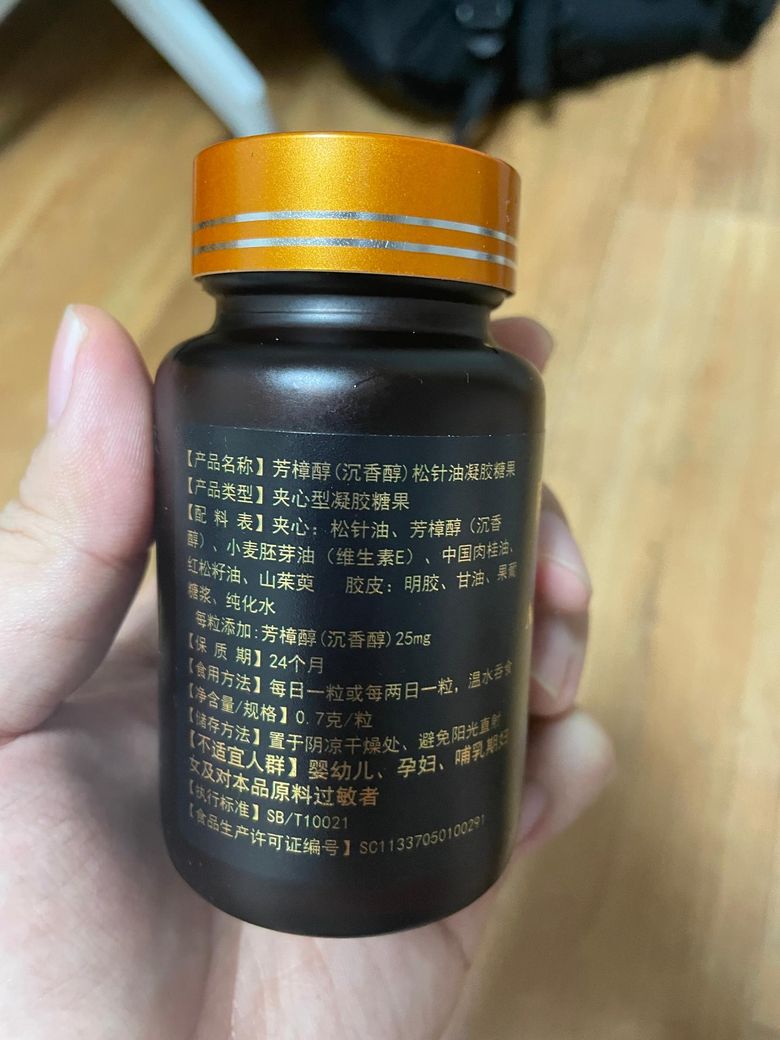 【产品名称】芳樟醇(沉香醇)松针油凝胶糖果
【产品类型】夹心型凝胶糖果
【配 料 表】夹心：松针油、芳樟醇（沉香
醇）、小麦胚芽油（维生素E）、中国肉桂油、
红松籽油、山茱萸 胶皮：明胶、甘油、果葡
糖浆、纯化水
每粒添加:芳樟醇(沉香醇)25mg
【保 质 期】24个月
【食用方法】每日一粒或每两日一粒，温水吞食
【净含量/规格】0.7克/粒
【储存方法】置于阴凉干燥处、避免阳光直射
【不适宜人群】婴幼儿、孕妇、哺乳期妇
女及对本品原料过敏者
【执行标准】SB/T10021
【食品生产许可证编号】SC11337050100291